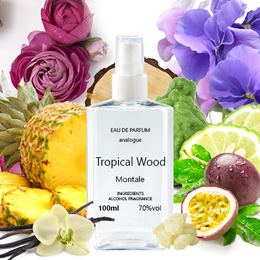 EAU DE PARFUM
analogue
Tropical Wood
Montale
INGREDIENTS
ALCOHOL FRAGRANCE
100ml 70%vol